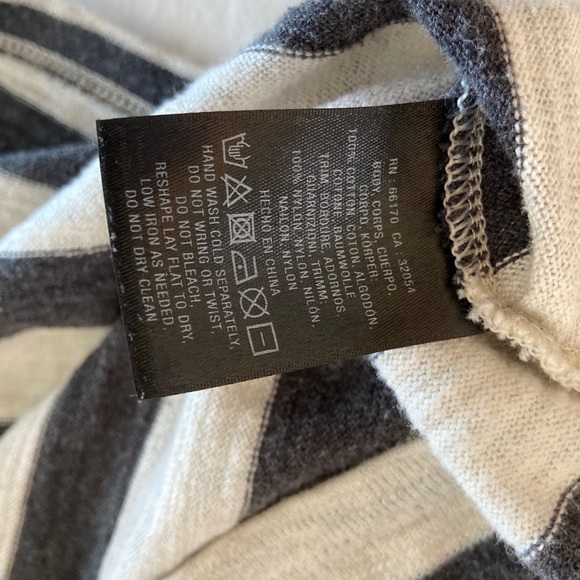 RN : 66170 CA : 32054
BODY, CORPS, CUERPO,
CORPO, KÖRPER
100% COTTON, COTON, ALGODÓN,
COTONE, BAUMWOLLE
TRIM, BORDURE, ADORNOS,
GUARNIZIONI, TRIMM:
100% NYLON, NYLON, NILÓN,
NAILON, NYLON
HECHO EN CHINA
HAND WASH COLD SEPARATELY,
DO NOT WRING OR TWIST,
DO NOT BLEACH.
RESHAPE LAY FLAT TO DRY,
LOW IRON AS NEEDED.
DO NOT DRY CLEAN